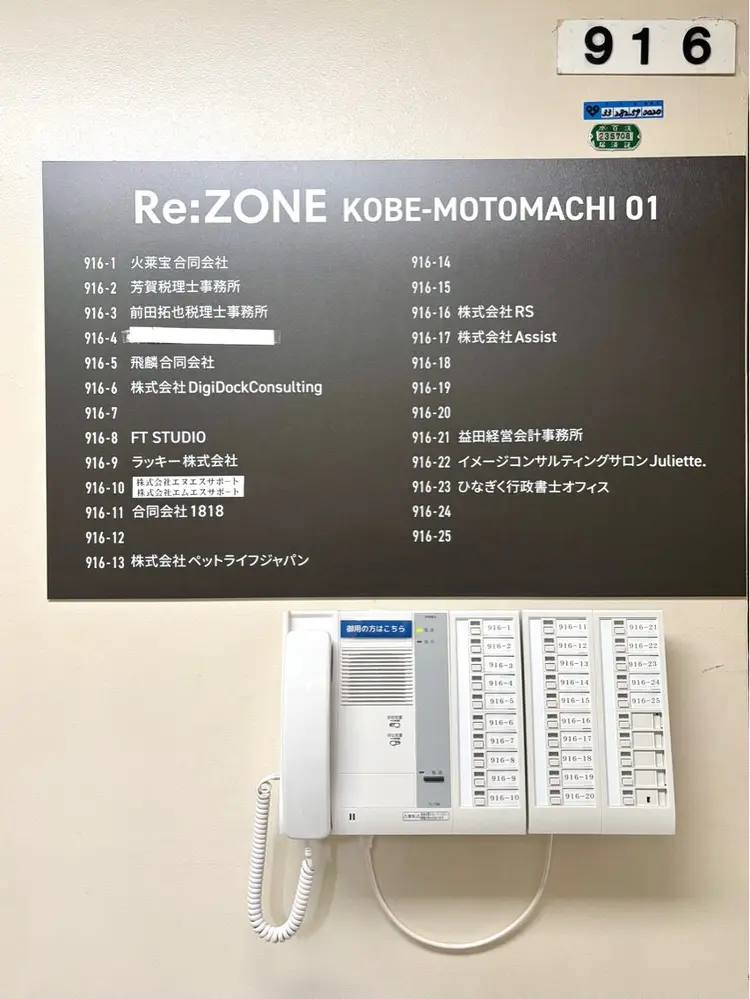 916
33 282 59 0020
235708
Re:ZONE KOBE-MOTOMACHI 01
916-1 火莱宝合同会社
916-2 芳賀税理士事務所
916-3 前田拓也税理士事務所
916-4
916-5 飛麟合同会社
916-6 株式会社DigiDockConsulting
916-7
916-8 FT STUDIO
916-9 ラッキー株式会社
916-10 株式会社エヌエスサポート
株式会社エムエスサポート
916-11 合同会社1818
916-12
916-13 株式会社ペットライフジャパン
916-14
916-15
916-16 株式会社RS
916-17 株式会社Assist
916-18
916-19
916-20
916-21 益田経営会計事務所
916-22 イメージコンサルティングサロンJuliette.
916-23 ひなぎく行政書士オフィス
916-24
916-25
御用の方はこちら
916-1
916-2
916-3
916-4
916-5
916-6
916-7
916-8
916-9
916-10
916-11
916-12
916-13
916-14
916-15
916-16
916-17
916-18
916-19
916-20
916-21
916-22
916-23
916-24
916-25